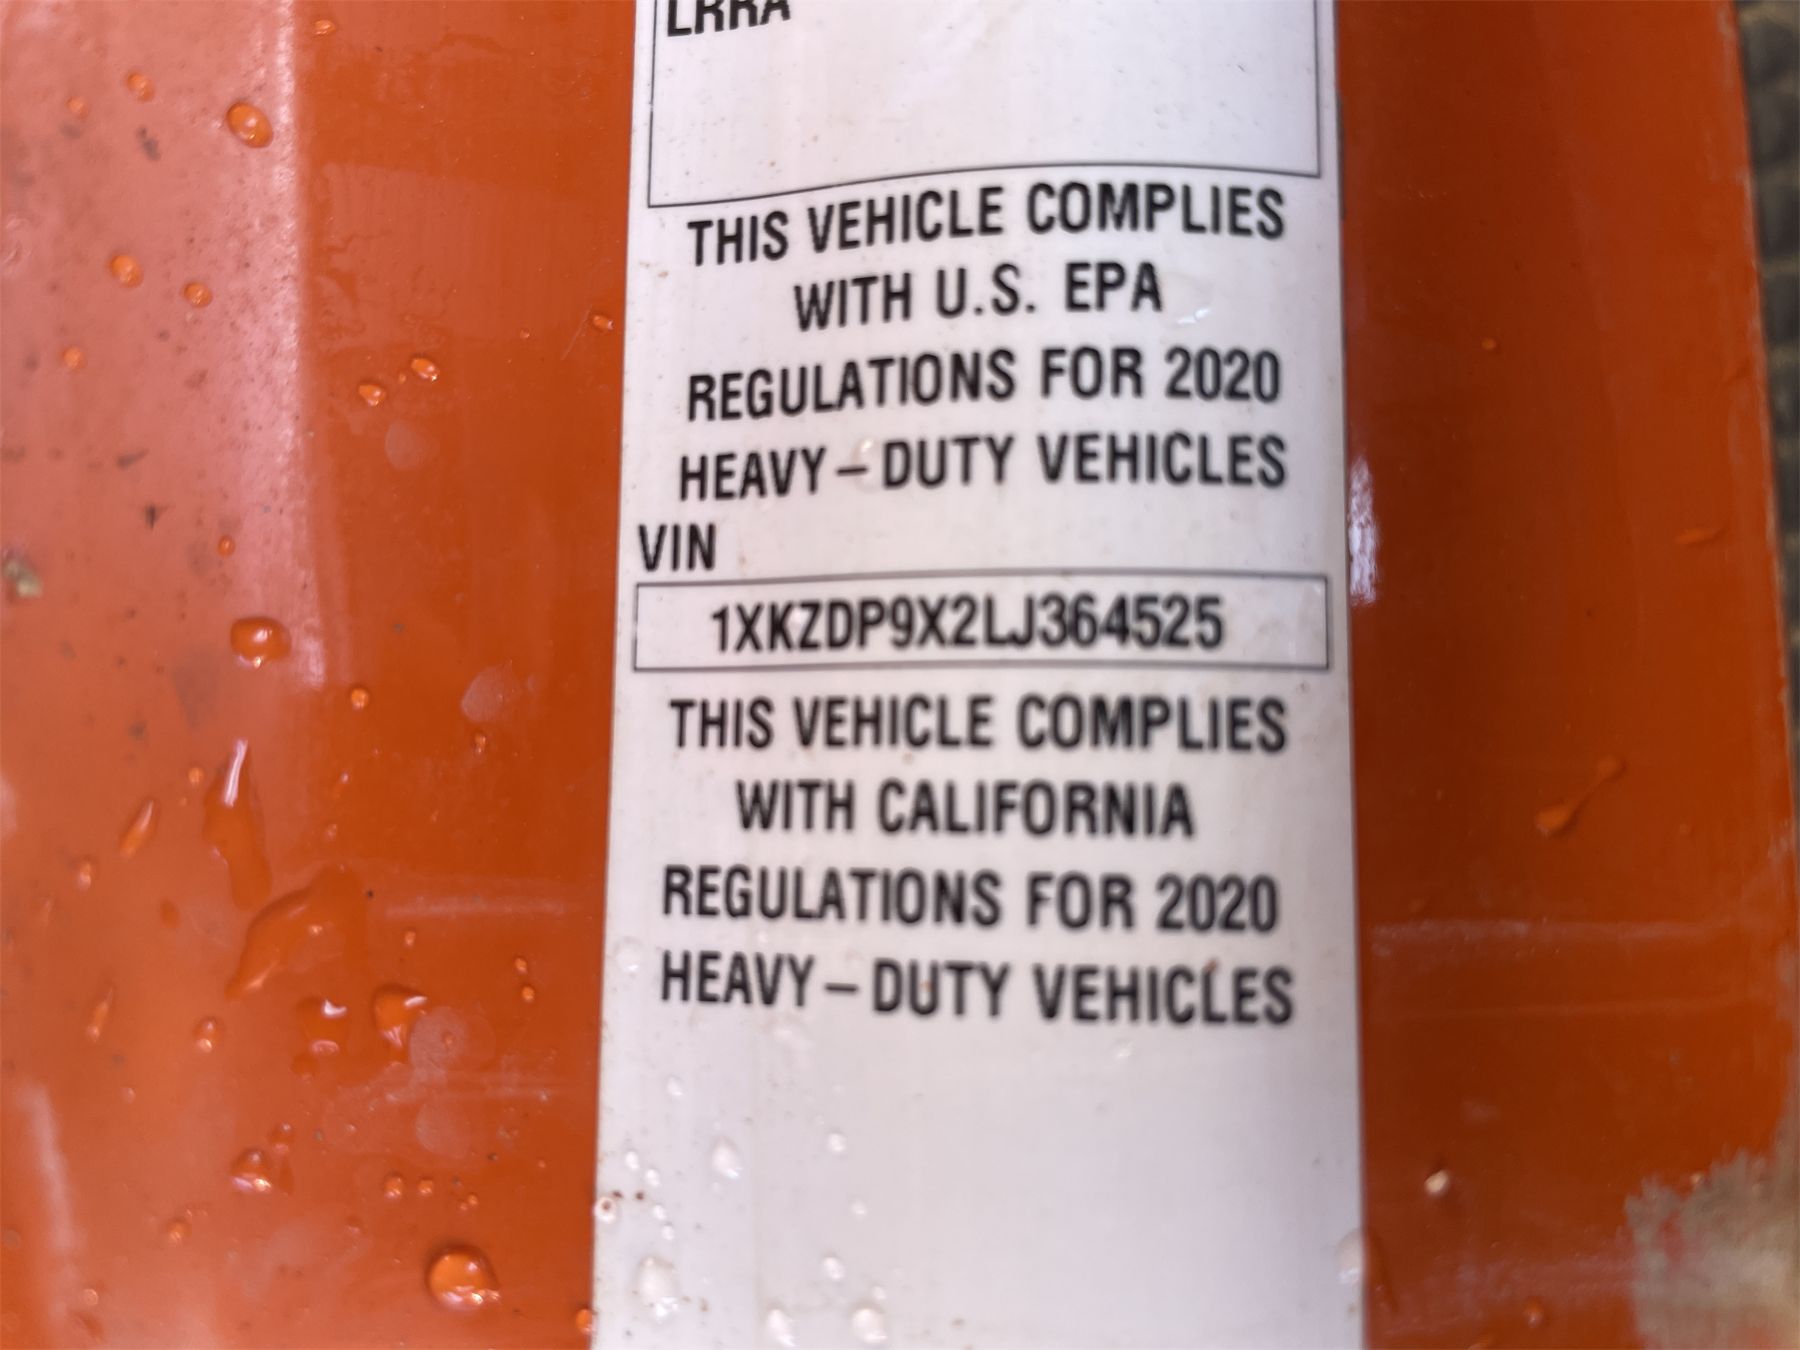 LRRA
THIS VEHICLE COMPLIES
WITH U.S. EPA
REGULATIONS FOR 2020
HEAVY–DUTY VEHICLES
VIN
1XKZDP9X2LJ364525
THIS VEHICLE COMPLIES
WITH CALIFORNIA
REGULATIONS FOR 2020
HEAVY–DUTY VEHICLES